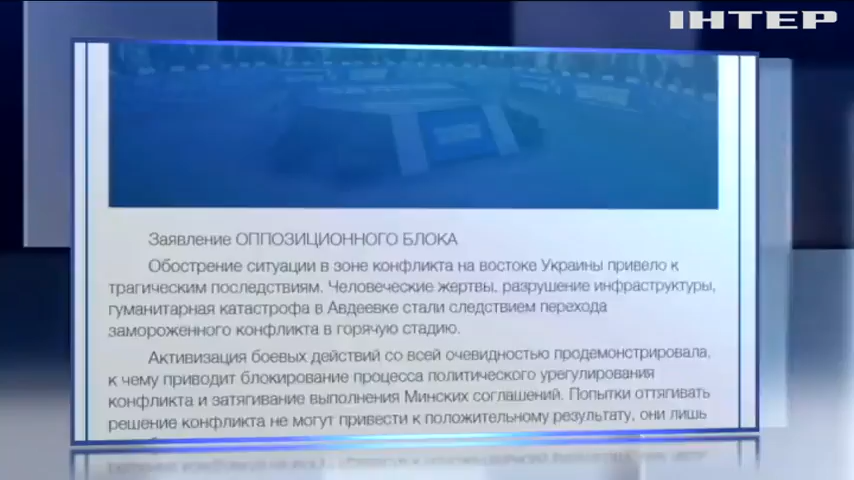 ІНТЕР
Заявление ОППОЗИЦИОННОГО БЛОКА
Обострение ситуации в зоне конфликта на востоке Украины привело к
трагическим последствиям. Человеческие жертвы, разрушение инфраструктуры,
гуманитарная катастрофа в Авдеевке стали следствием перехода
замороженного конфликта в горячую стадию.
Активизация боевых действий со всей очевидностью продемонстрировала,
к чему приводит блокирование процесса политического урегулирования
конфликта и затягивание выполнения Минских соглашений. Попытки оттягивать
решение конфликта не могут привести к положительному результату, они лишь